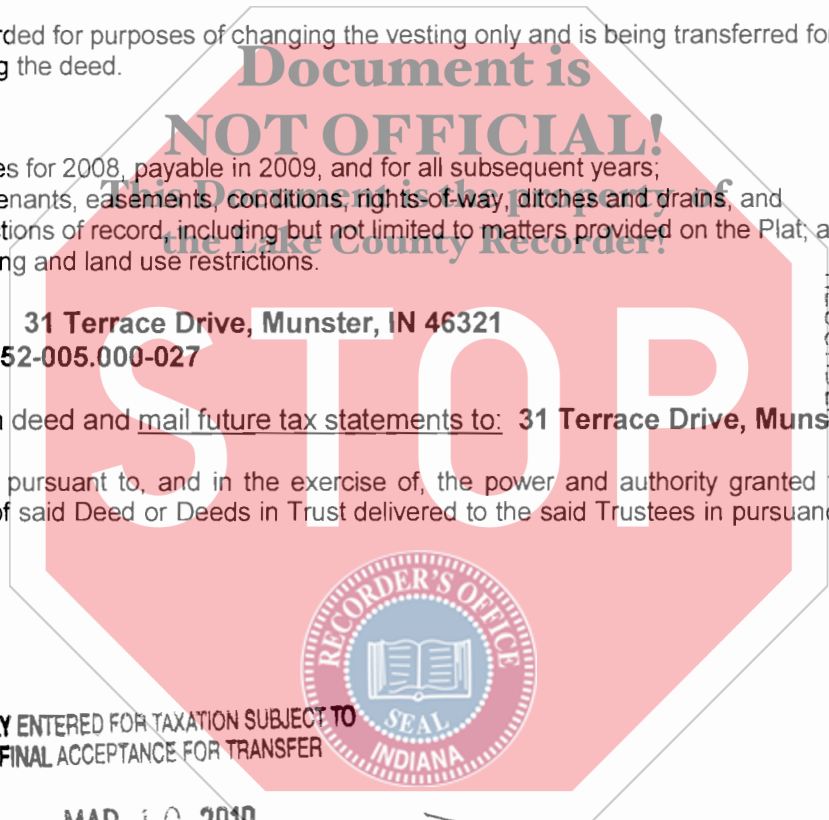 rded for purposes of changing the vesting only and is being transferred for
g the deed.
Document is
NOT OFFICIAL!
es for 2008, payable in 2009, and for all subsequent years;
This Document is the property of
enants, easements, conditions, rights-of-way, ditches and drains, and
tions of record, including but not limited to matters provided on the Plat; a
the Lake County Recorder!
ng and land use restrictions.
31 Terrace Drive, Munster, IN 46321
52-005.000-027
deed and mail future tax statements to: 31 Terrace Drive, Muns
STOP
pursuant to, and in the exercise of, the power and authority granted
of said Deed or Deeds in Trust delivered to the said Trustees in pursuan
RECORDER'S OFFICE
SEAL
INDIANA
Y ENTERED FOR TAXATION SUBJECT TO
FINAL ACCEPTANCE FOR TRANSFER
MAR 2010